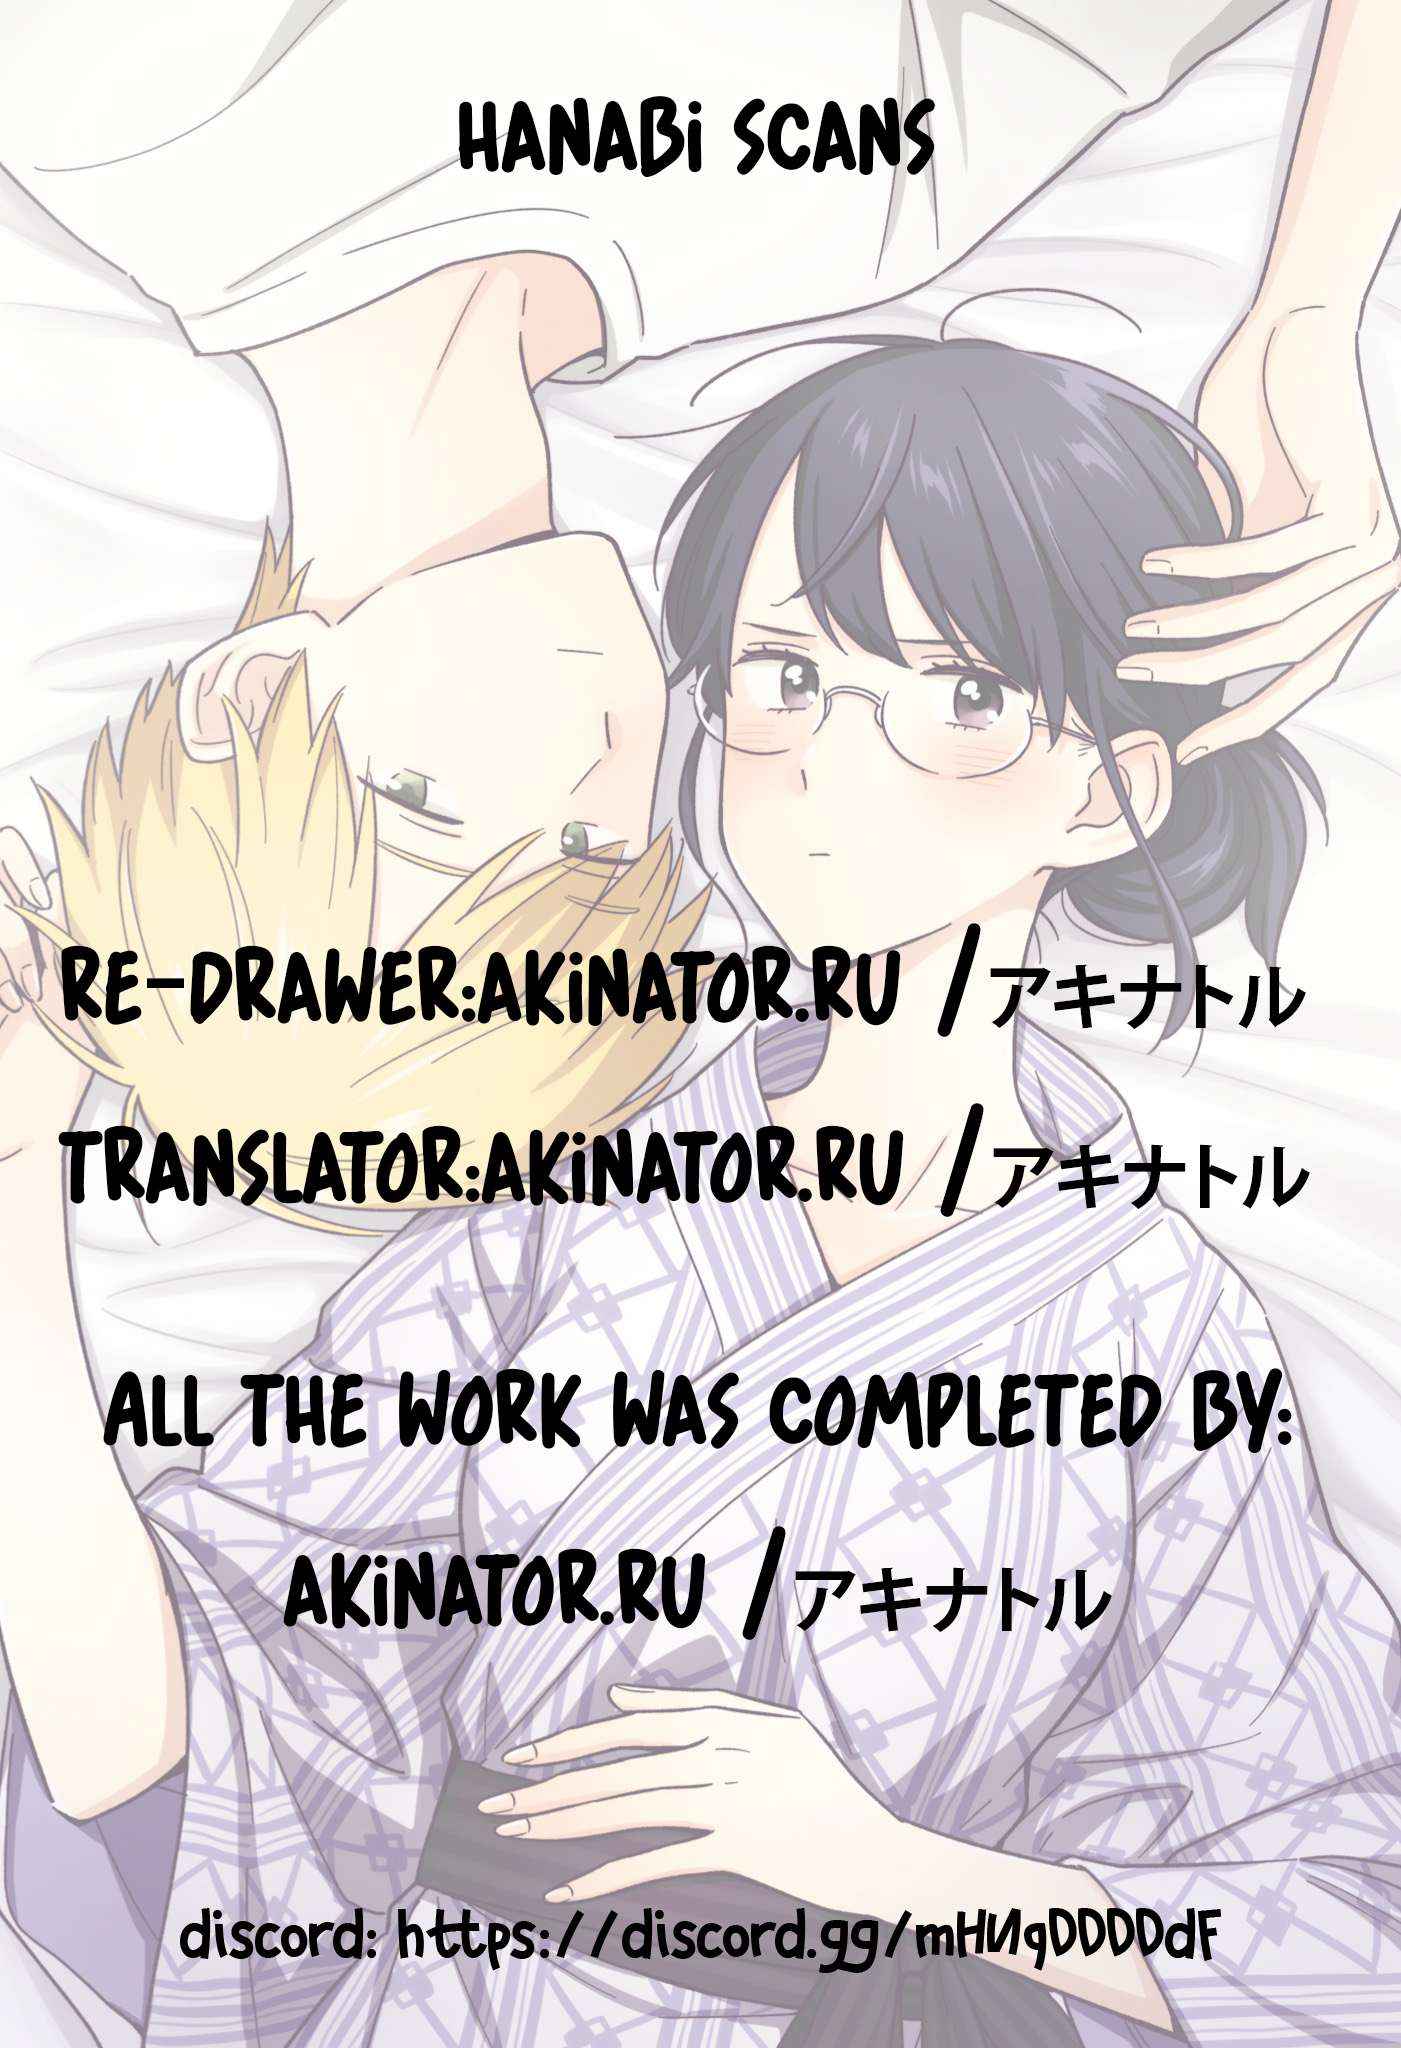 HANABi SCANS
RE-DRAWER:AKiNATOR.RU /アキナトル
TRANSLATOR:AKiNATOR.RU /アキナトル
ALL THE WORK WAS COMPLETED BY:
AKiNATOR.RU /アキナトル
discord: https://discord.gg/mHNqDDDDdF